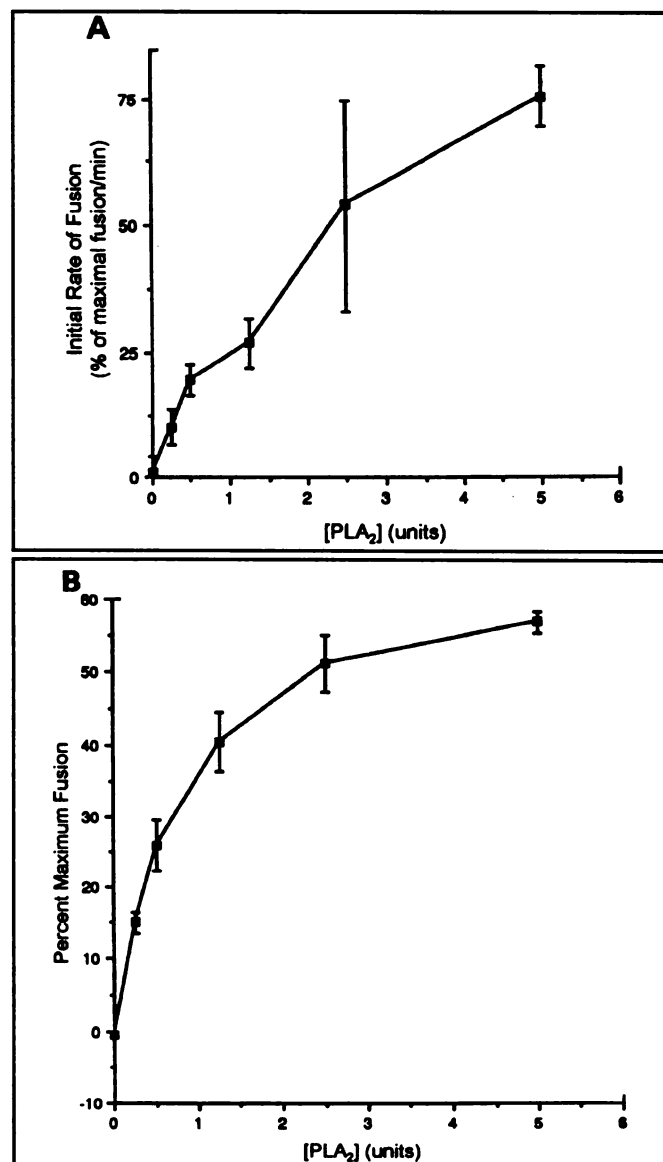 A
Initial Rate of Fusion
(% of maximal fusion/min)
75
50
25
0
0 1 2 3 4 5 6
[PLA₂] (units)
B
Percent Maximum Fusion
60
50
40
30
20
10
0
-10
0 1 2 3 4 5 6
[PLA₂] (units)